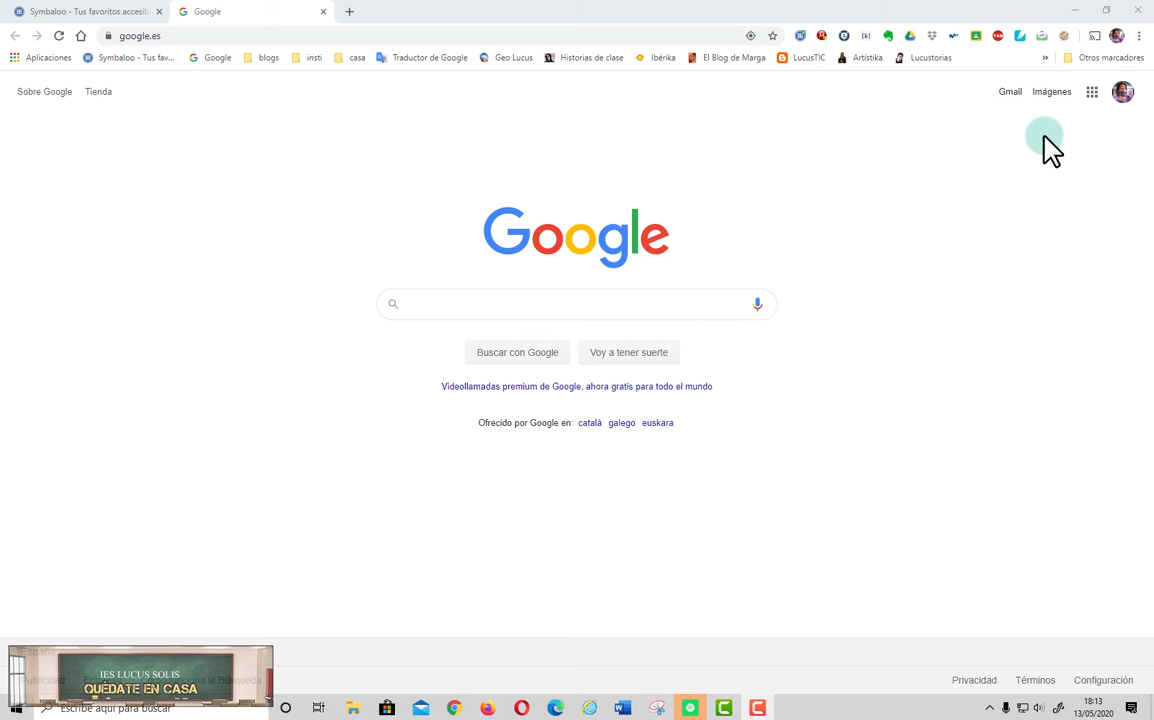 Symbaloo - Tus favoritos accesib
Google
google.es
Aplicaciones
Symbaloo - Tus fav...
Google
blogs
insti
casa
Traductor de Google
Geo Lucus
Historias de clase
Ibérika
El Blog de Marga
LucusTIC
Artístika
Lucustorias
»
Otros marcadores
Sobre Google
Tienda
Gmail
Imágenes
Google
Buscar con Google
Voy a tener suerte
Videollamadas premium de Google, ahora gratis para todo el mundo
Ofrecido por Google en: català galego euskara
España
IES LUCUS SOLIS
QUÉDATE EN CASA
la Búsqueda
Privacidad
Términos
Configuración
Escribe aquí para buscar
18:13
13/05/2020